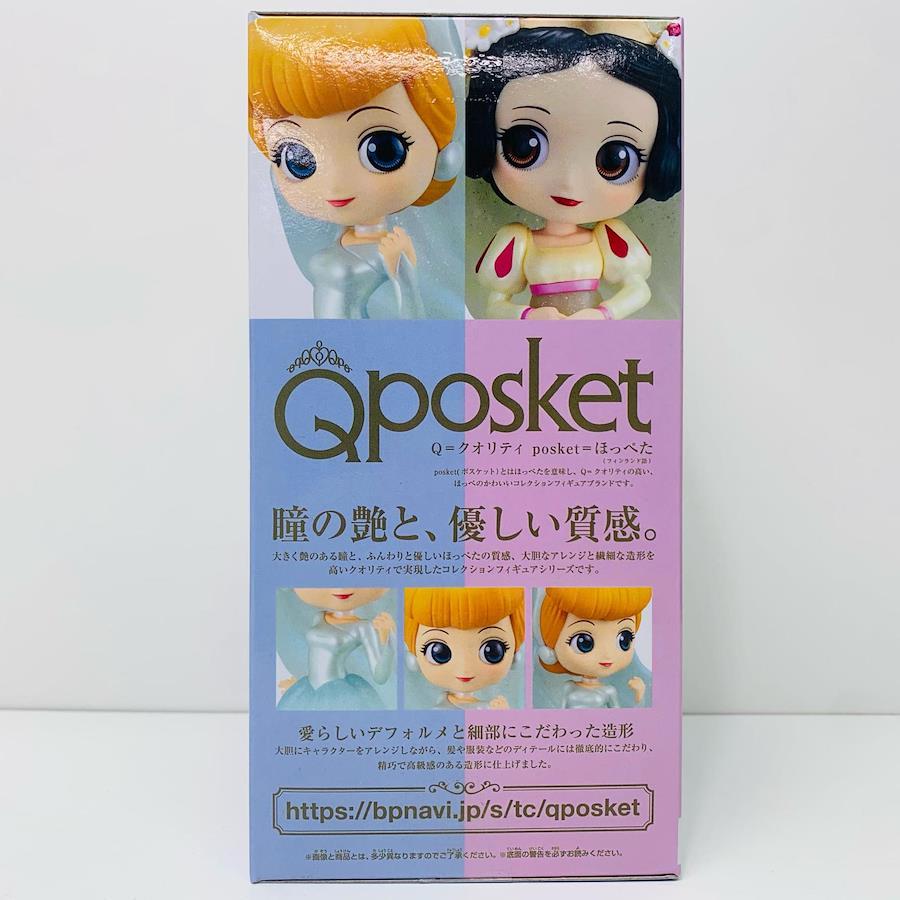 Qposket
Q=クオリティ posket=ほっぺた
(フィンランド語)
posket(ポスケット)とはほっぺたを意味し、Q=クオリティの高い、
ほっぺのかわいいコレクションフィギュアブランドです。
瞳の艶と、優しい質感。
大きく艶のある瞳と、ふんわりと優しいほっぺたの質感、大胆なアレンジと繊細な造形を
高いクオリティで実現したコレクションフィギュアシリーズです。
愛らしいデフォルメと細部にこだわった造形
大胆にキャラクターをアレンジしながら、髪や服装などのディテールには徹底的にこだわり、
精巧で高級感のある造形に仕上げました。
https://bpnavi.jp/s/tc/qposket
※画像と商品とは、多少異なりますのでご了承ください。※底面の警告を必ずお読みください。